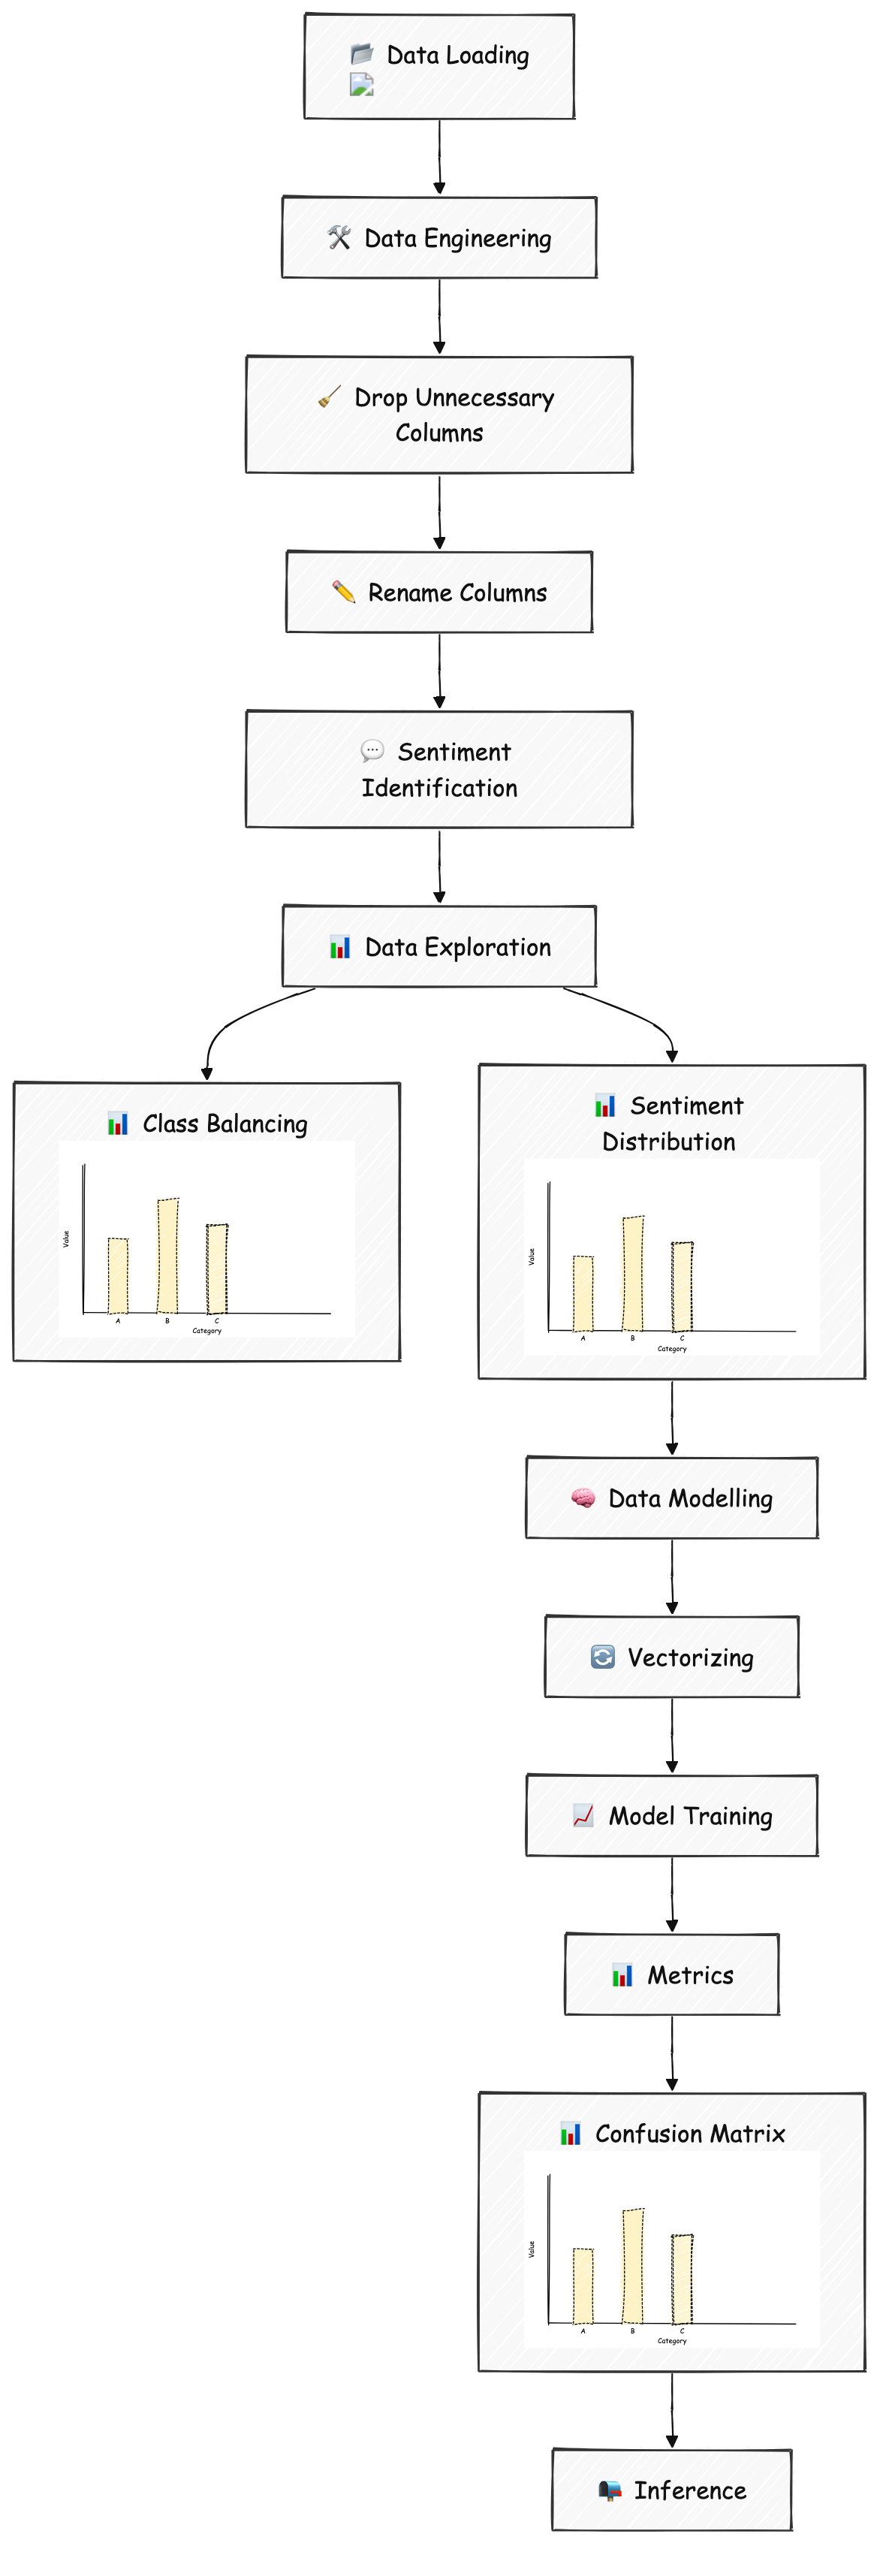 Data Loading
Data Engineering
Drop Unnecessary
Columns
Rename Columns
Sentiment
Identification
Data Exploration
Class Balancing
Value
A B C
Category
Sentiment
Distribution
Value
A B C
Category
Data Modelling
Vectorizing
Model Training
Metrics
Confusion Matrix
Value
A B C
Category
Inference